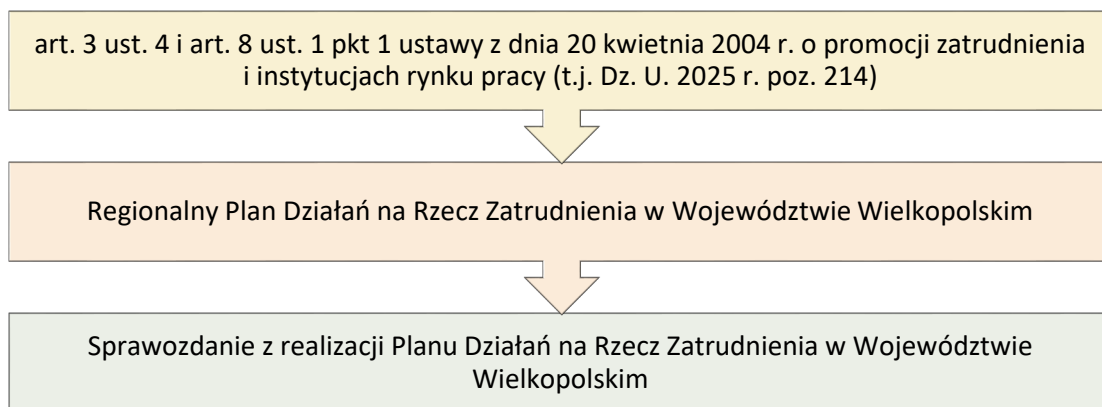 art. 3 ust. 4 i art. 8 ust. 1 pkt 1 ustawy z dnia 20 kwietnia 2004 r. o promocji zatrudnienia
i instytucjach rynku pracy (t.j. Dz. U. 2025 r. poz. 214)
Regionalny Plan Działań na Rzecz Zatrudnienia w Województwie Wielkopolskim
Sprawozdanie z realizacji Planu Działań na Rzecz Zatrudnienia w Województwie
Wielkopolskim